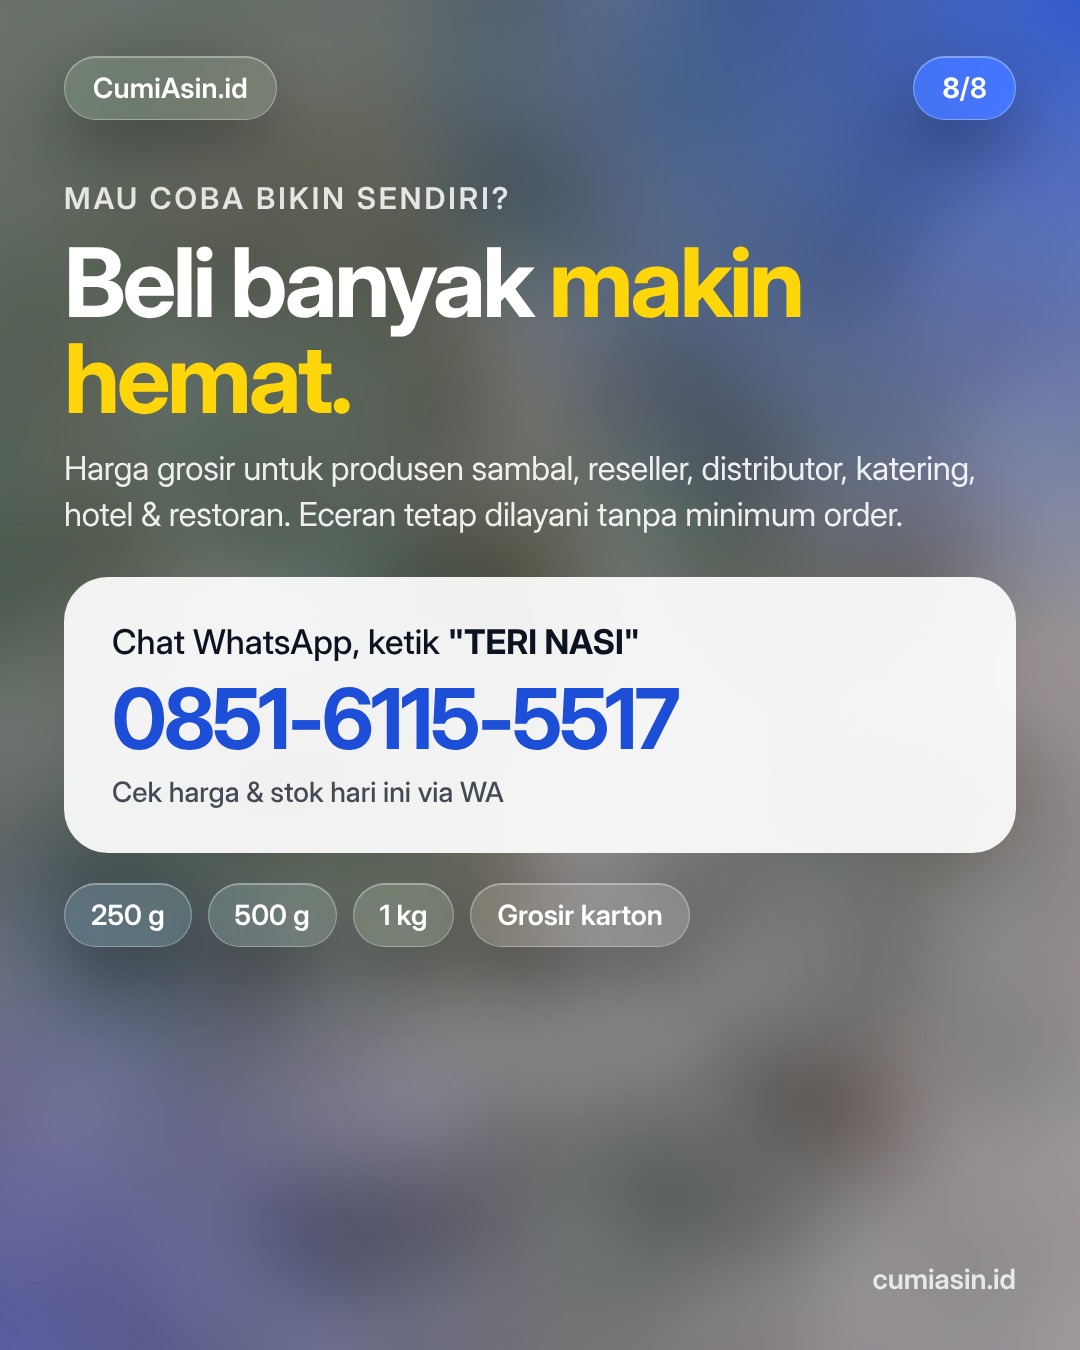 CumiAsin.id
8/8
MAU COBA BIKIN SENDIRI?
Beli banyak makin
hemat.
Harga grosir untuk produsen sambal, reseller, distributor, katering,
hotel & restoran. Eceran tetap dilayani tanpa minimum order.
Chat WhatsApp, ketik "TERI NASI"
0851-6115-5517
Cek harga & stok hari ini via WA
250 g
500 g
1 kg
Grosir karton
cumiasin.id